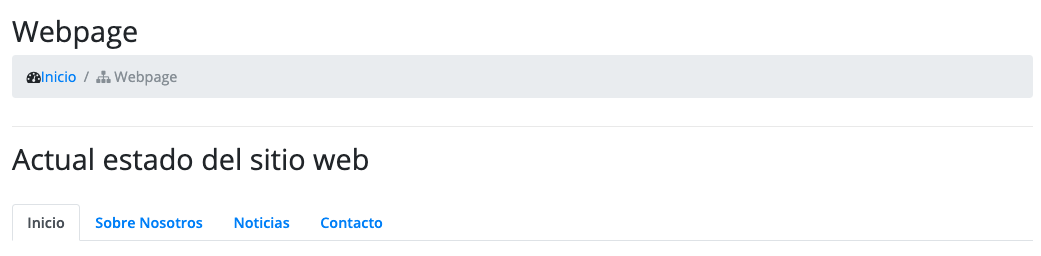 Webpage
Inicio / Webpage
Actual estado del sitio web
Inicio Sobre Nosotros Noticias Contacto